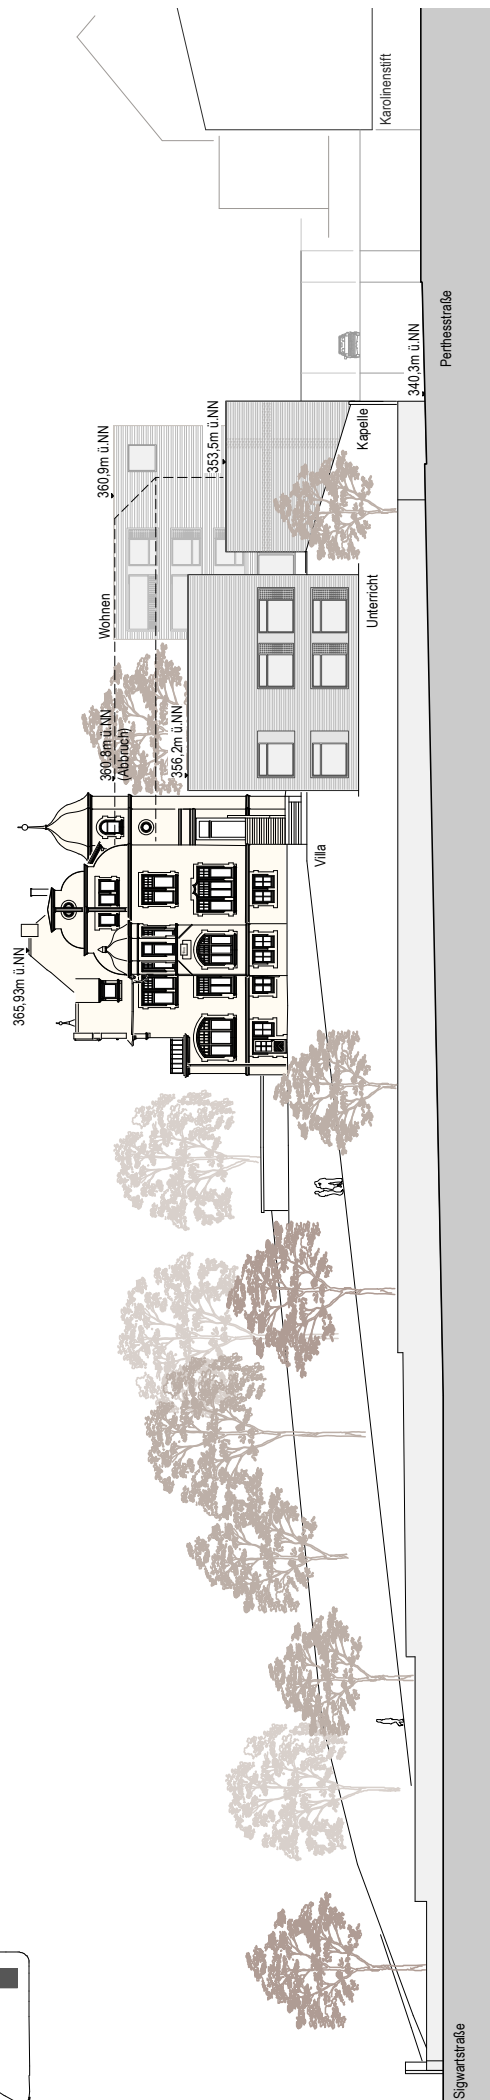 Sigwartstraße
365,93m ü.NN
Villa
360,8m ü.NN
(Abbruch)
356,2m ü.NN
Wohnen
360,9m ü.NN
353,5m ü.NN
Unterricht
Kapelle
340,3m ü.NN
Perthesstraße
Karolinenstift